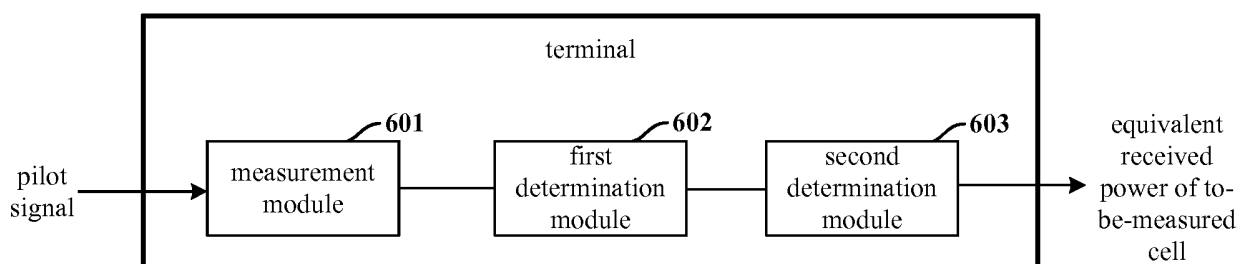 terminal
601
602
603
pilot
signal
measurement
module
first
determination
module
second
determination
module
equivalent
received
power of to-
be-measured
cell